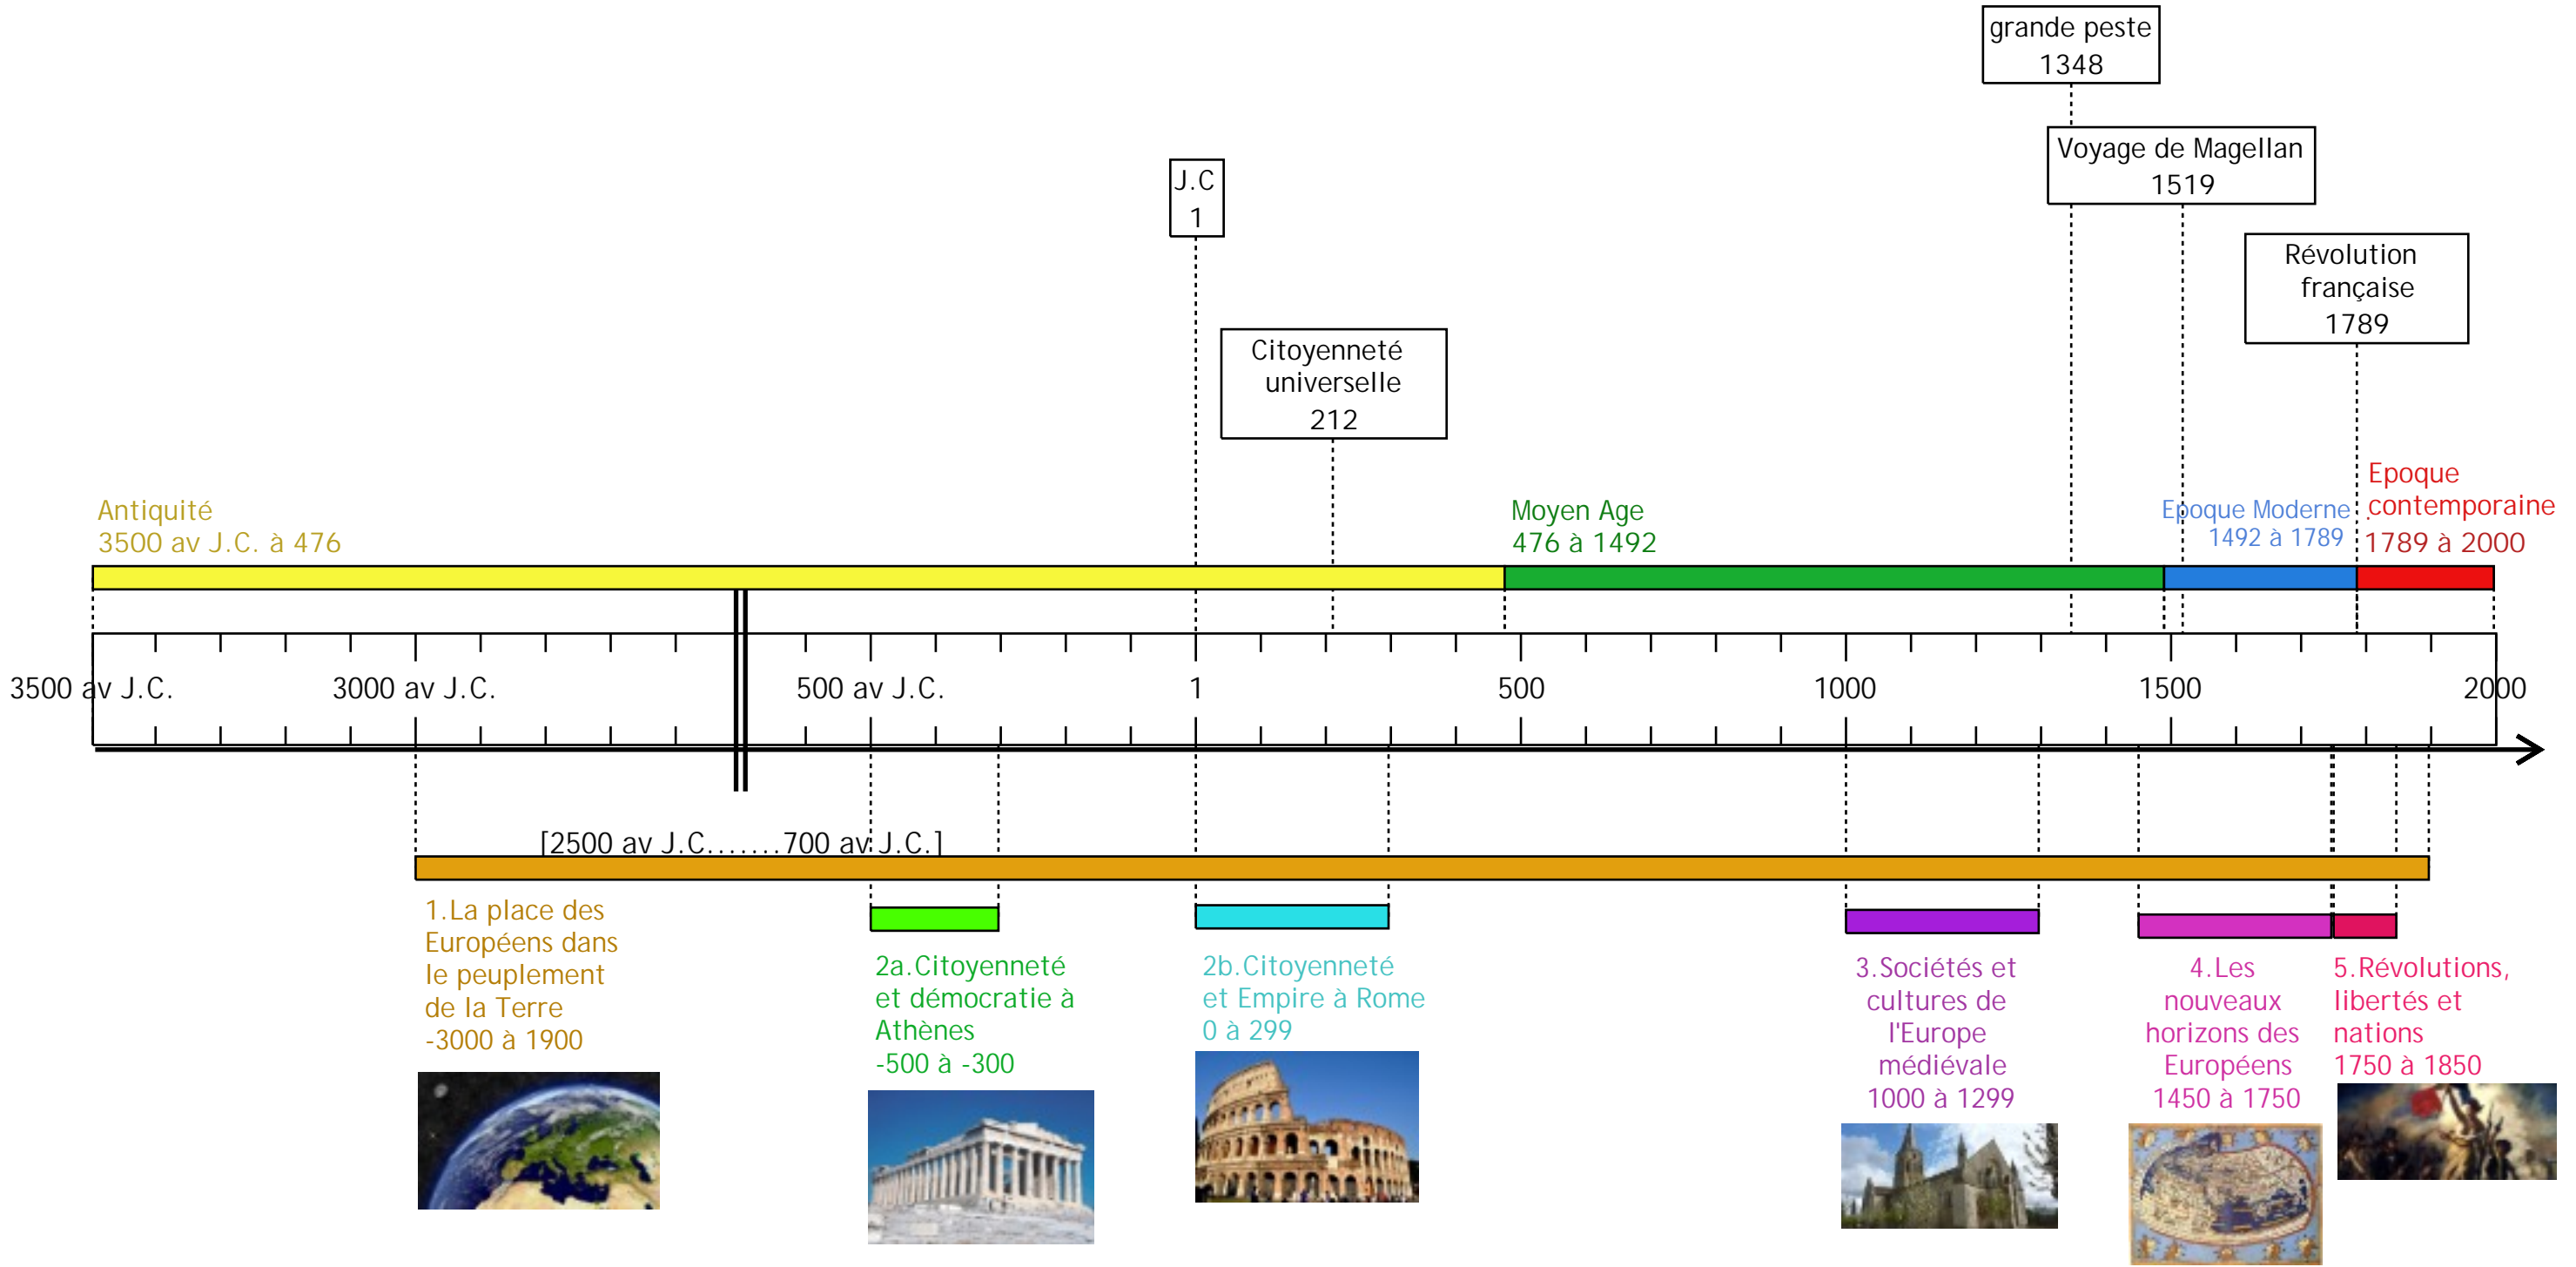 grande peste
1348
Voyage de Magellan
1519
J.C
1
Révolution
française
1789
Citoyenneté
universelle
212
Antiquité
3500 av J.C. à 476
Moyen Age
476 à 1492
Epoque Moderne
1492 à 1789
Epoque
contemporaine
1789 à 2000
3500 av J.C.
3000 av J.C.
500 av J.C.
1
500
1000
1500
2000
[2500 av J.C.......700 av J.C.]
1.La place des
Européens dans
le peuplement
de la Terre
-3000 à 1900
2a.Citoyenneté
et démocratie à
Athènes
-500 à -300
2b.Citoyenneté
et Empire à Rome
0 à 299
3.Sociétés et
cultures de
l'Europe
médiévale
1000 à 1299
4.Les
nouveaux
horizons des
Européens
1450 à 1750
5.Révolutions,
libertés et
nations
1750 à 1850